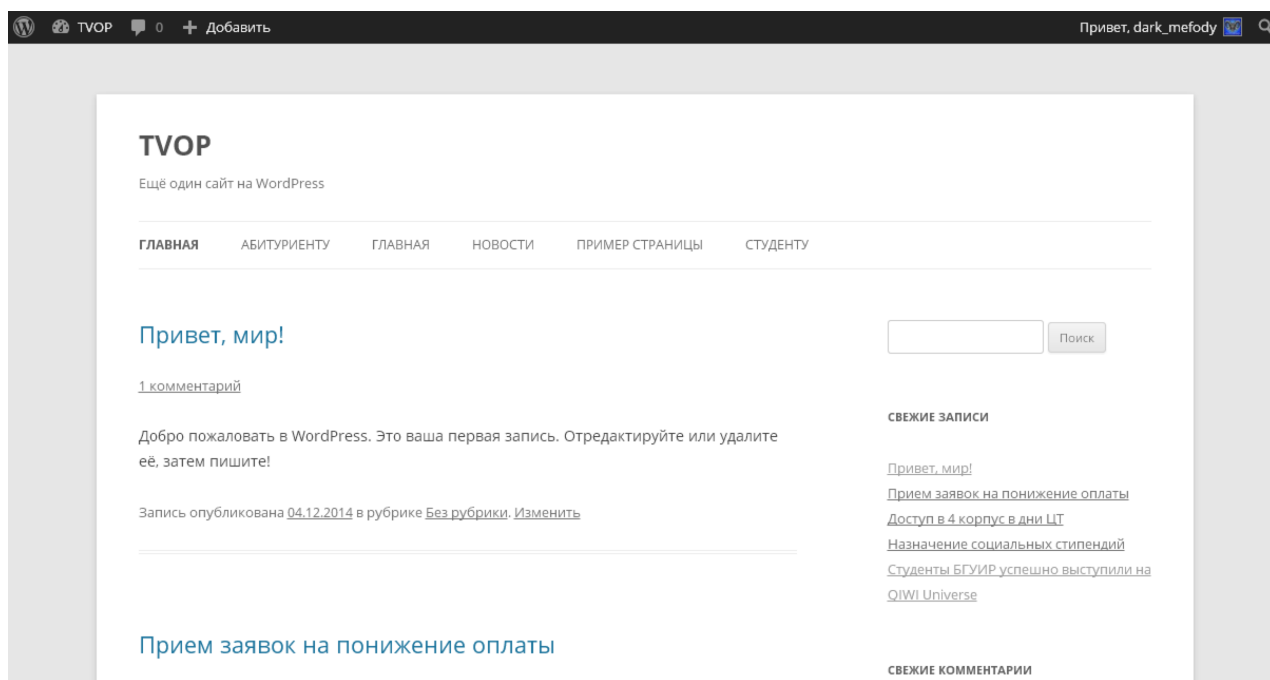 TVOP 0 Добавить Привет, dark_mefody
TVOP
Ещё один сайт на WordPress
ГЛАВНАЯ АБИТУРИЕНТУ ГЛАВНАЯ НОВОСТИ ПРИМЕР СТРАНИЦЫ СТУДЕНТУ
Привет, мир!
1 комментарий
Добро пожаловать в WordPress. Это ваша первая запись. Отредактируйте или удалите
её, затем пишите!
Запись опубликована 04.12.2014 в рубрике Без рубрики. Изменить
Прием заявок на понижение оплаты
Поиск
СВЕЖИЕ ЗАПИСИ
Привет, мир!
Прием заявок на понижение оплаты
Доступ в 4 корпус в дни ЦТ
Назначение социальных стипендий
Студенты БГУИР успешно выступили на
QIWI Universe
СВЕЖИЕ КОММЕНТАРИИ